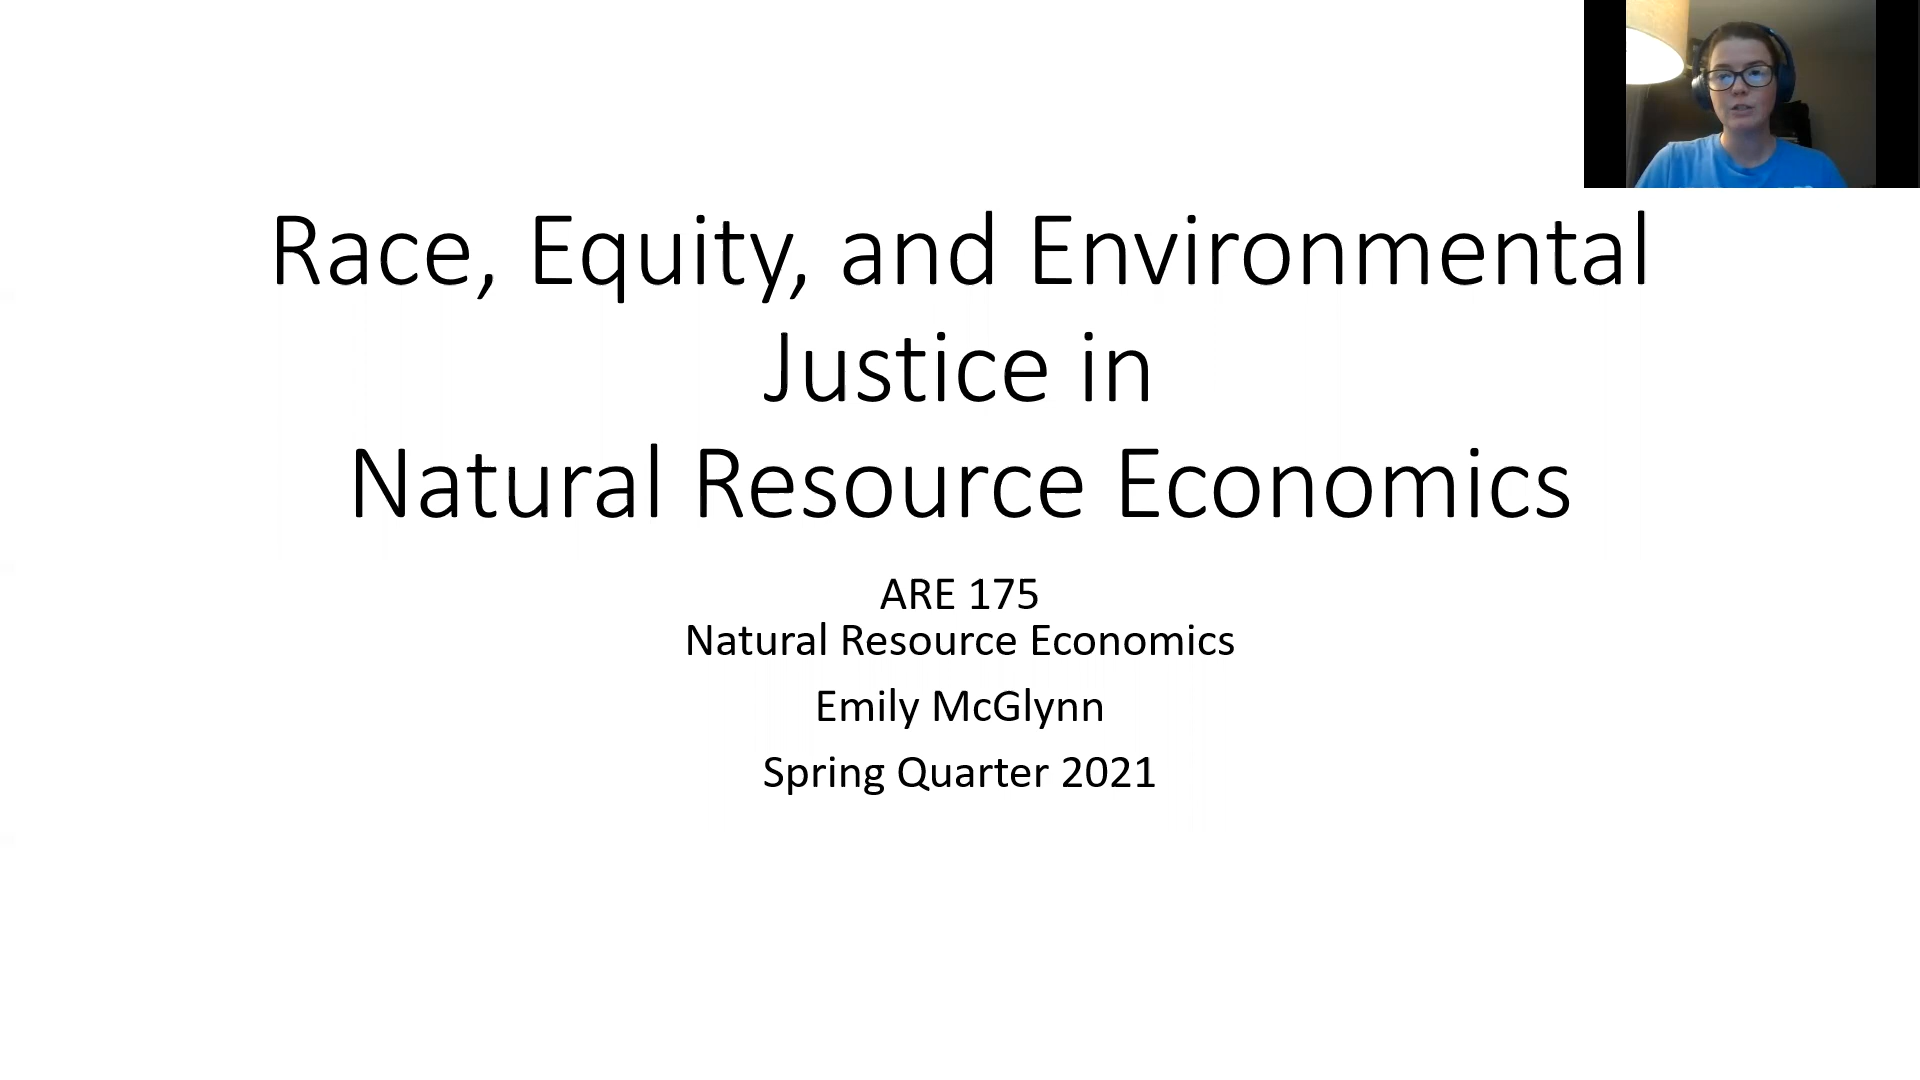 Race, Equity, and Environmental
Justice in
Natural Resource Economics
ARE 175
Natural Resource Economics
Emily McGlynn
Spring Quarter 2021